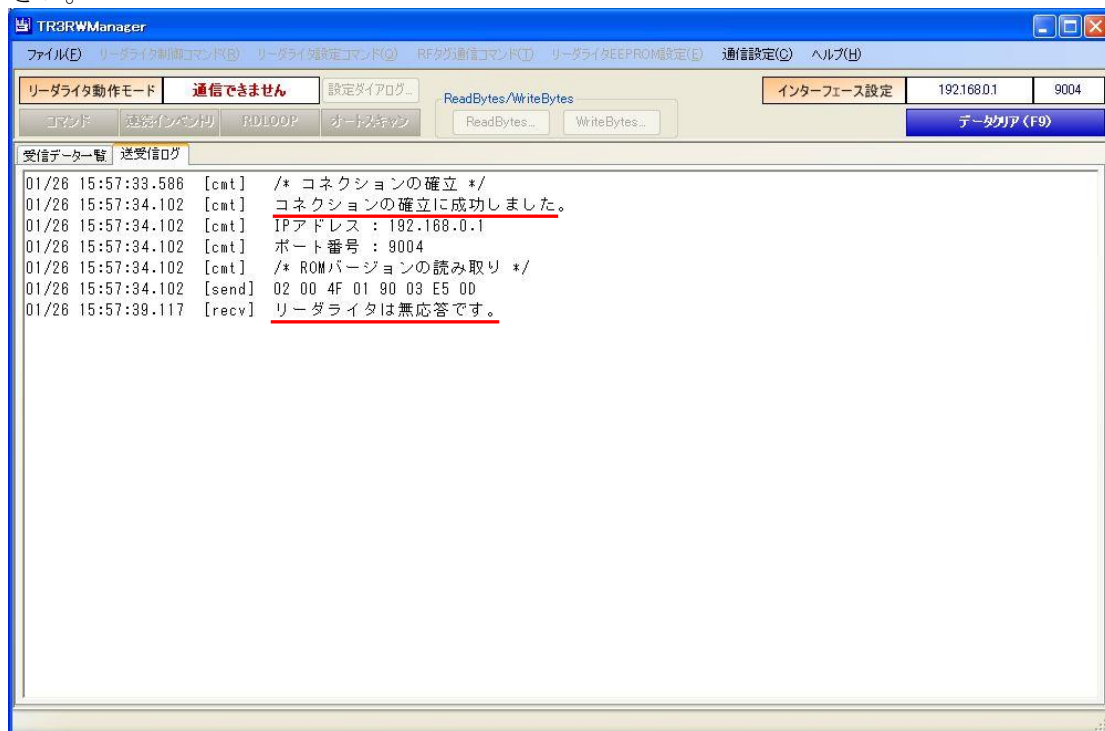 TR3RWManager
ファイル(F) リーダライタ制御コマンド(R) リーダライタ設定コマンド(Q) RFタグ通信コマンド(T) リーダライタEEPROM設定(E) 通信設定(C) ヘルプ(H)
リーダライタ動作モード 通信できません 設定ダイアログ... ReadBytes/WriteBytes インターフェース設定 192.168.0.1 9004
コマンド 連続インベントリ RDLOOP オートスキャン ReadBytes... WriteBytes... データクリア (F9)
受信データ一覧 送受信ログ
01/26 15:57:33.586 [cmt] /* コネクションの確立 */
01/26 15:57:34.102 [cmt] コネクションの確立に成功しました。
01/26 15:57:34.102 [cmt] IPアドレス : 192.168.0.1
01/26 15:57:34.102 [cmt] ポート番号 : 9004
01/26 15:57:34.102 [cmt] /* ROMバージョンの読み取り */
01/26 15:57:34.102 [send] 02 00 4F 01 90 03 E5 0D
01/26 15:57:39.117 [recv] リーダライタは無応答です。